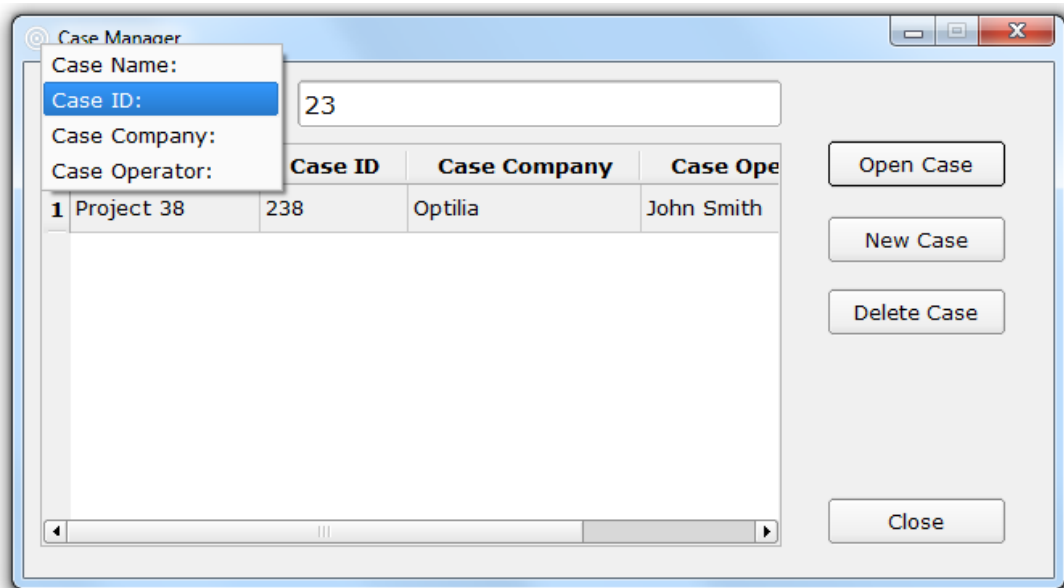 Case Manager
Case Name:
Case ID:
Case Company:
Case Operator:
23
Case ID Case Company Case Ope
1 Project 38 238 Optilia John Smith
Open Case
New Case
Delete Case
Close